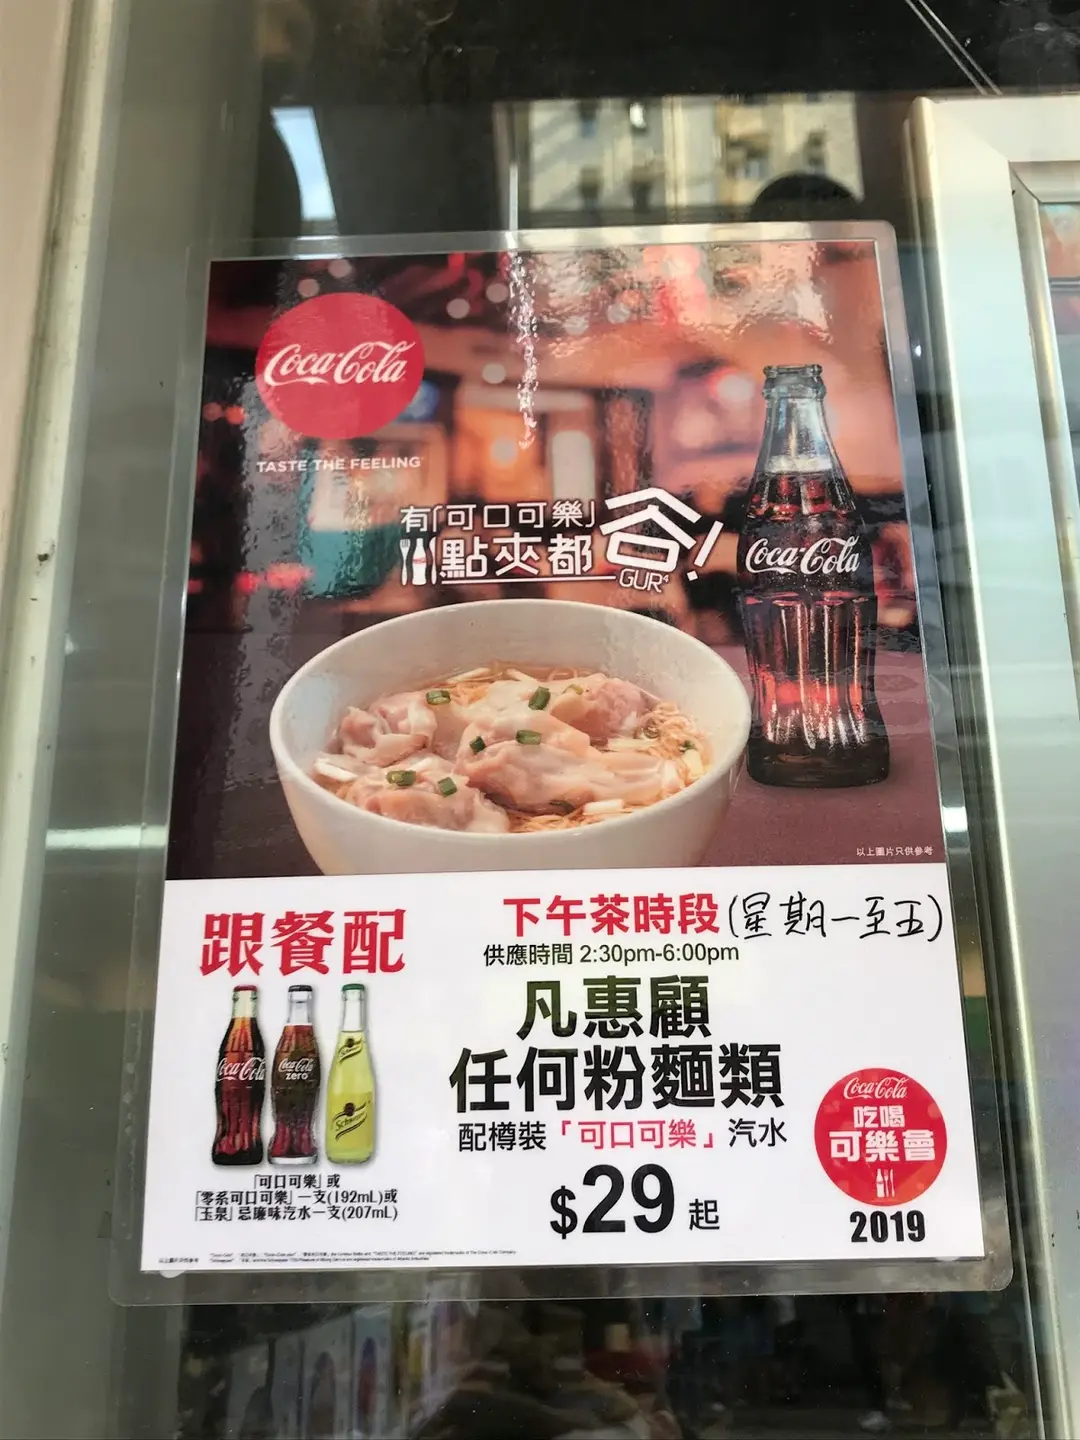 Coca-Cola
TASTE THE FEELING
有「可口可樂」
點夾都 㕣!
GUR⁴
Coca-Cola
以上圖片只供參考
跟餐配
下午茶時段(星期一至五)
供應時間 2:30pm-6:00pm
凡惠顧
任何粉麵類
配樽裝「可口可樂」汽水
$29起
Coca-Cola
Coca-Cola
zero
Schweppes
「可口可樂」或
「零系可口可樂」一支(192mL)或
「玉泉」忌廉味汽水一支(207mL)
Coca-Cola
吃喝
可樂會
2019